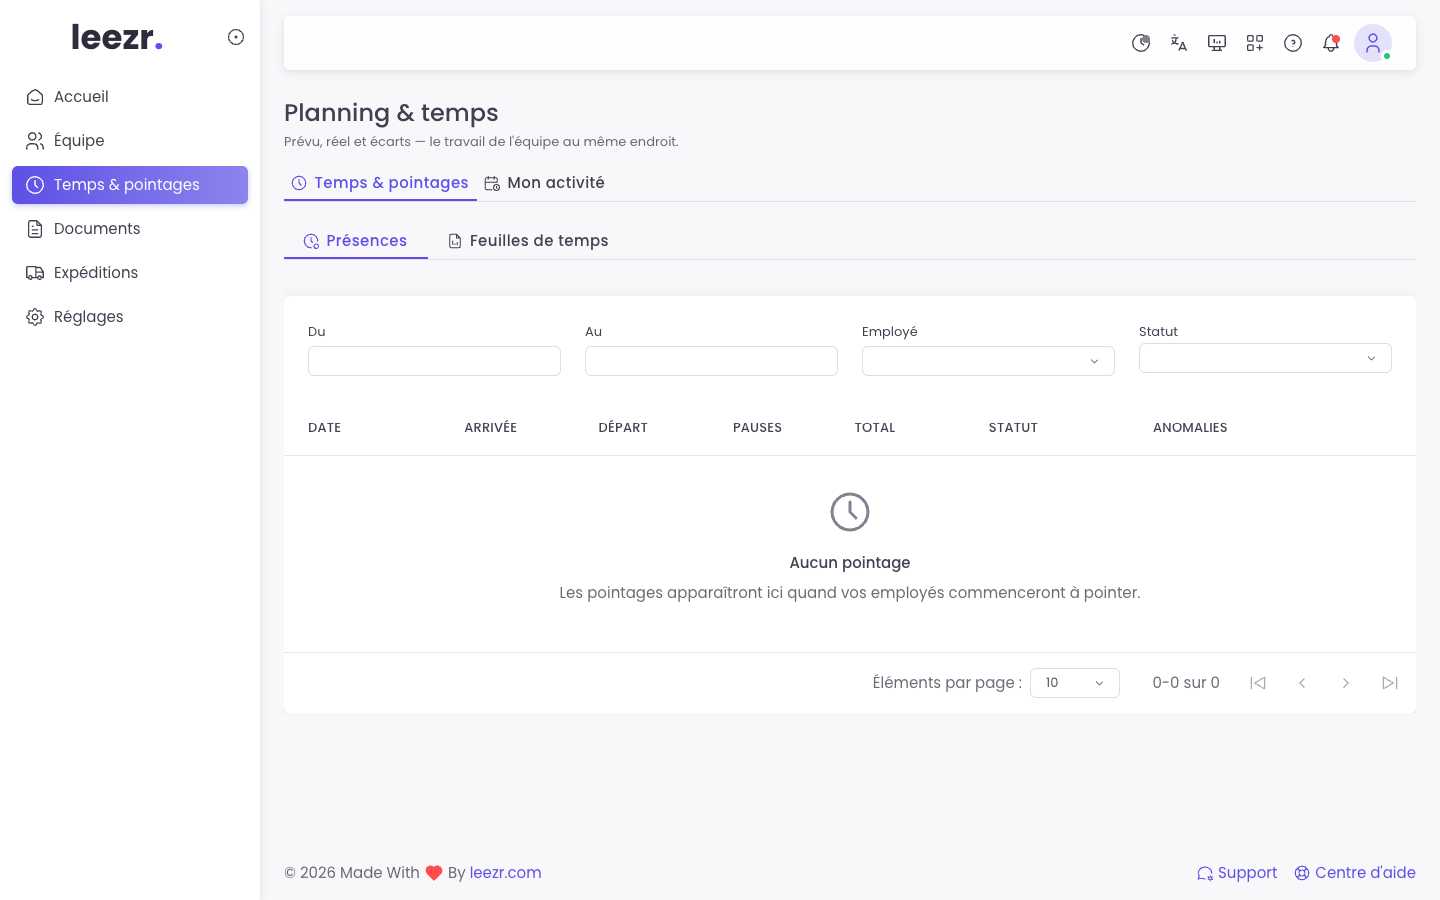 leezr.
Accueil
Équipe
Temps & pointages
Documents
Expéditions
Réglages
Planning & temps
Prévu, réel et écarts — le travail de l'équipe au même endroit.
Temps & pointages
Mon activité
Présences
Feuilles de temps
Du
Au
Employé
Statut
DATE
ARRIVÉE
DÉPART
PAUSES
TOTAL
STATUT
ANOMALIES
Aucun pointage
Les pointages apparaîtront ici quand vos employés commenceront à pointer.
Éléments par page :
10
0-0 sur 0
© 2026 Made With By leezr.com
Support
Centre d'aide